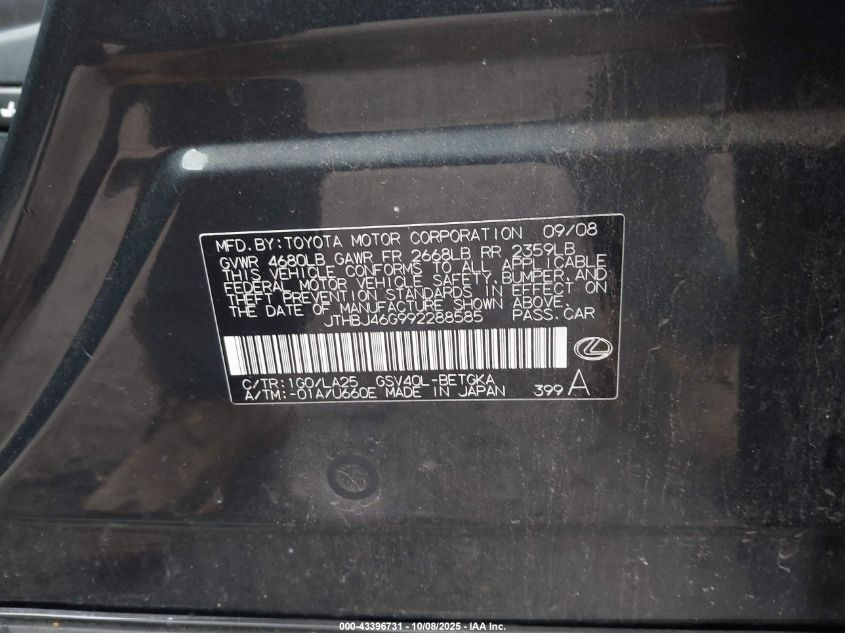 MFD. BY: TOYOTA MOTOR CORPORATION 09/08
GVWR 4680LB GAWR FR 2668LB RR 2359LB
THIS VEHICLE CONFORMS TO ALL APPLICABLE
FEDERAL MOTOR VEHICLE SAFETY, BUMPER, AND
THEFT PREVENTION STANDARDS IN EFFECT ON
THE DATE OF MANUFACTURE SHOWN ABOVE.
JTHBJ46G992288585 PASS. CAR
C/TR: 1G0/LA25 GSV40L-BETGKA
A/TM: -01A/U660E MADE IN JAPAN 399 A
000-43396731 - 10/08/2025 - IAA Inc.